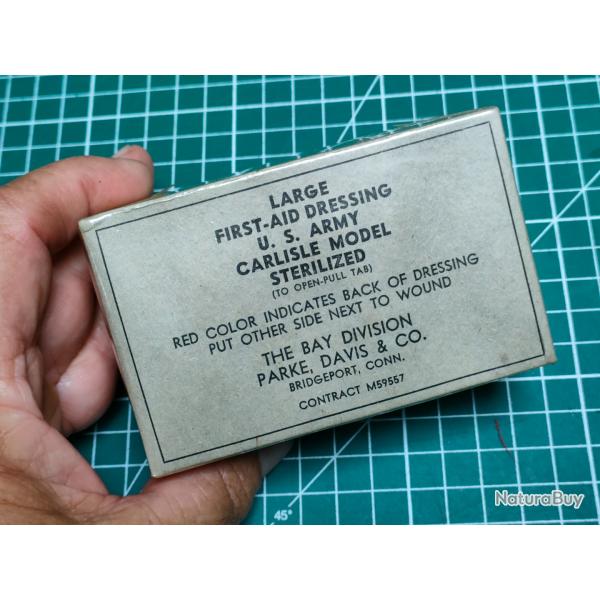 LARGE
FIRST-AID DRESSING
U. S. ARMY
CARLISLE MODEL
STERILIZED
(TO OPEN-PULL TAB)
RED COLOR INDICATES BACK OF DRESSING
PUT OTHER SIDE NEXT TO WOUND
THE BAY DIVISION
PARKE, DAVIS & CO.
BRIDGEPORT, CONN.
CONTRACT M59557
45°
NaturaBuy